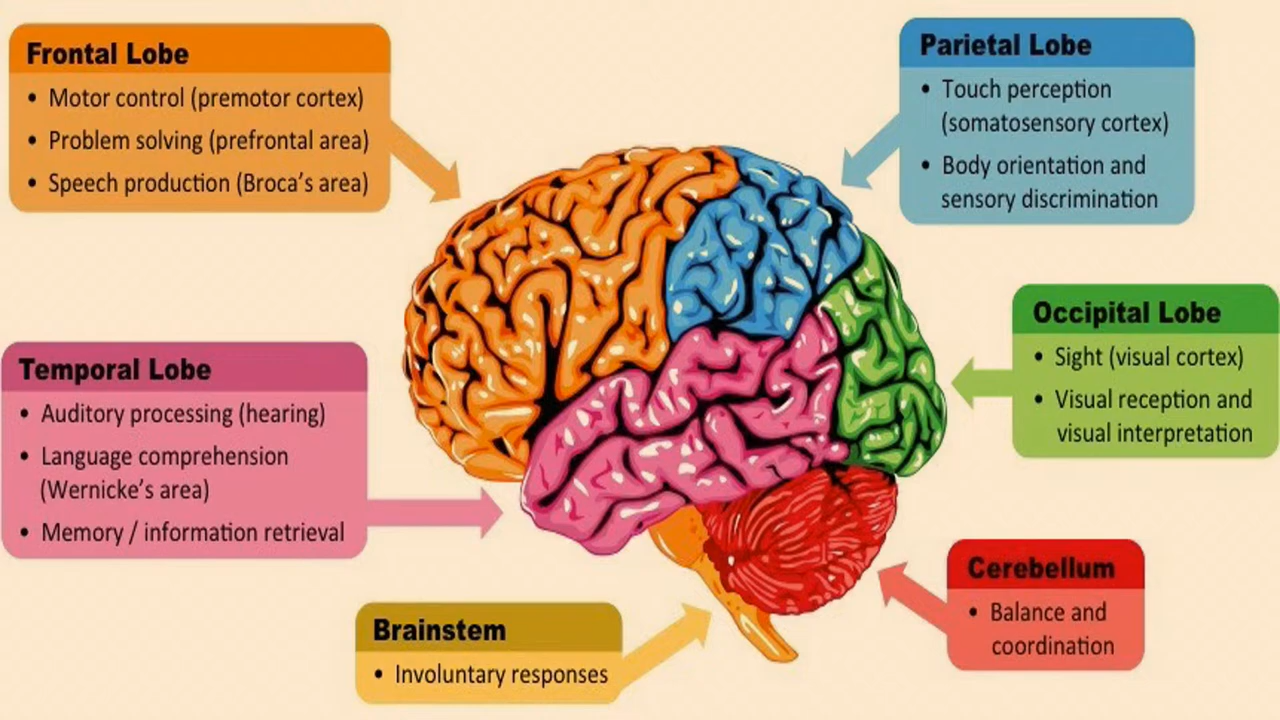 Frontal Lobe
• Motor control (premotor cortex)
• Problem solving (prefrontal area)
• Speech production (Broca's area)
Parietal Lobe
• Touch perception
(somatosensory cortex)
• Body orientation and
sensory discrimination
Occipital Lobe
• Sight (visual cortex)
• Visual reception and
visual interpretation
Temporal Lobe
• Auditory processing (hearing)
• Language comprehension
(Wernicke's area)
• Memory / information retrieval
Cerebellum
• Balance and
coordination
Brainstem
• Involuntary responses